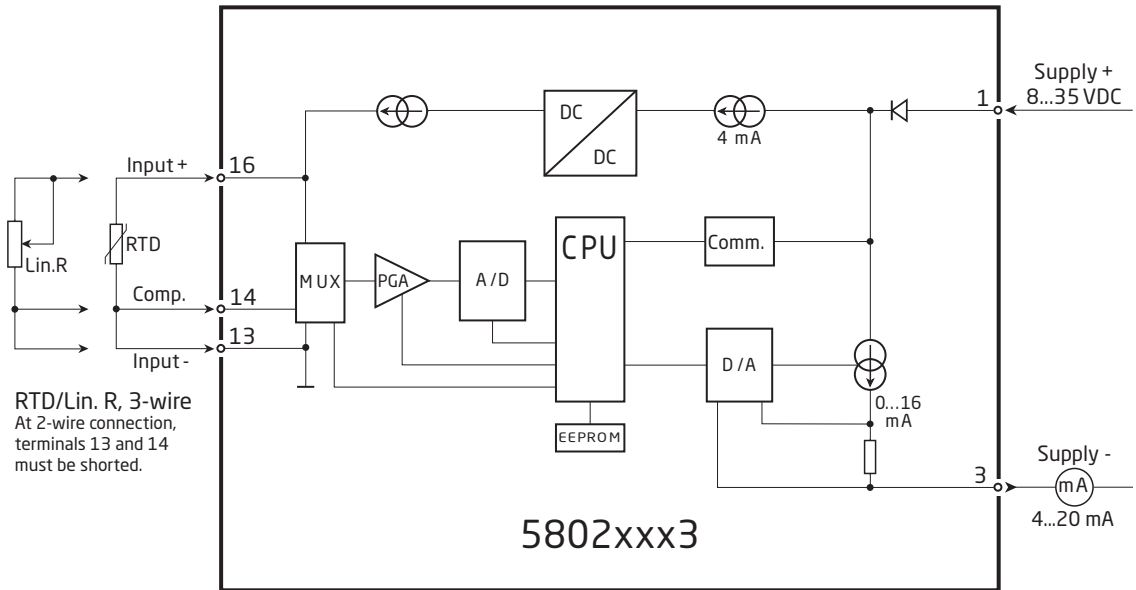 Supply +
8...35 VDC
1
DC
DC
4 mA
Input +
16
RTD
Lin.R
CPU
Comm.
MUX
PGA
A/D
Comp.
14
13
Input -
D/A
0...16
mA
EEPROM
RTD/Lin. R, 3-wire
At 2-wire connection,
terminals 13 and 14
must be shorted.
3
Supply -
mA
4...20 mA
5802xxx3